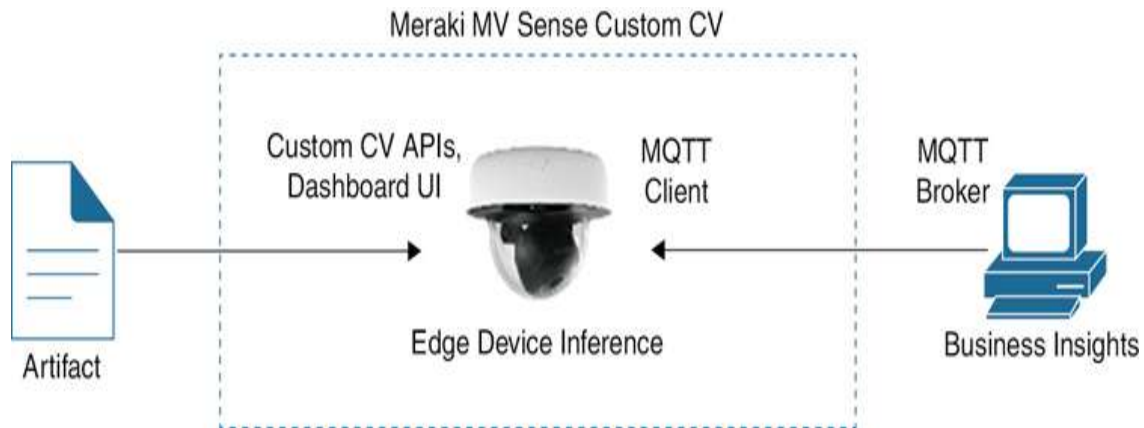 Meraki MV Sense Custom CV
Custom CV APIs,
Dashboard UI
MQTT
Client
MQTT
Broker
Artifact
Edge Device Inference
Business Insights